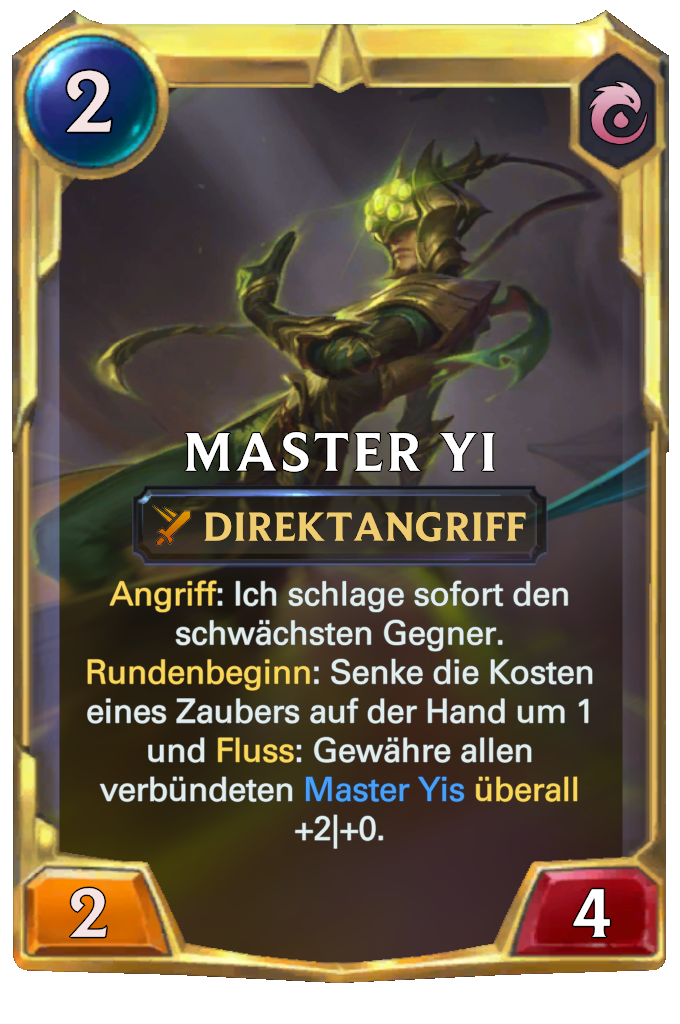 2
MASTER YI
DIREKTANGRIFF
Angriff: Ich schlage sofort den
schwächsten Gegner.
Rundenbeginn: Senke die Kosten
eines Zaubers auf der Hand um 1
und Fluss: Gewähre allen
verbündeten Master Yis überall
+2|+0.
2
4